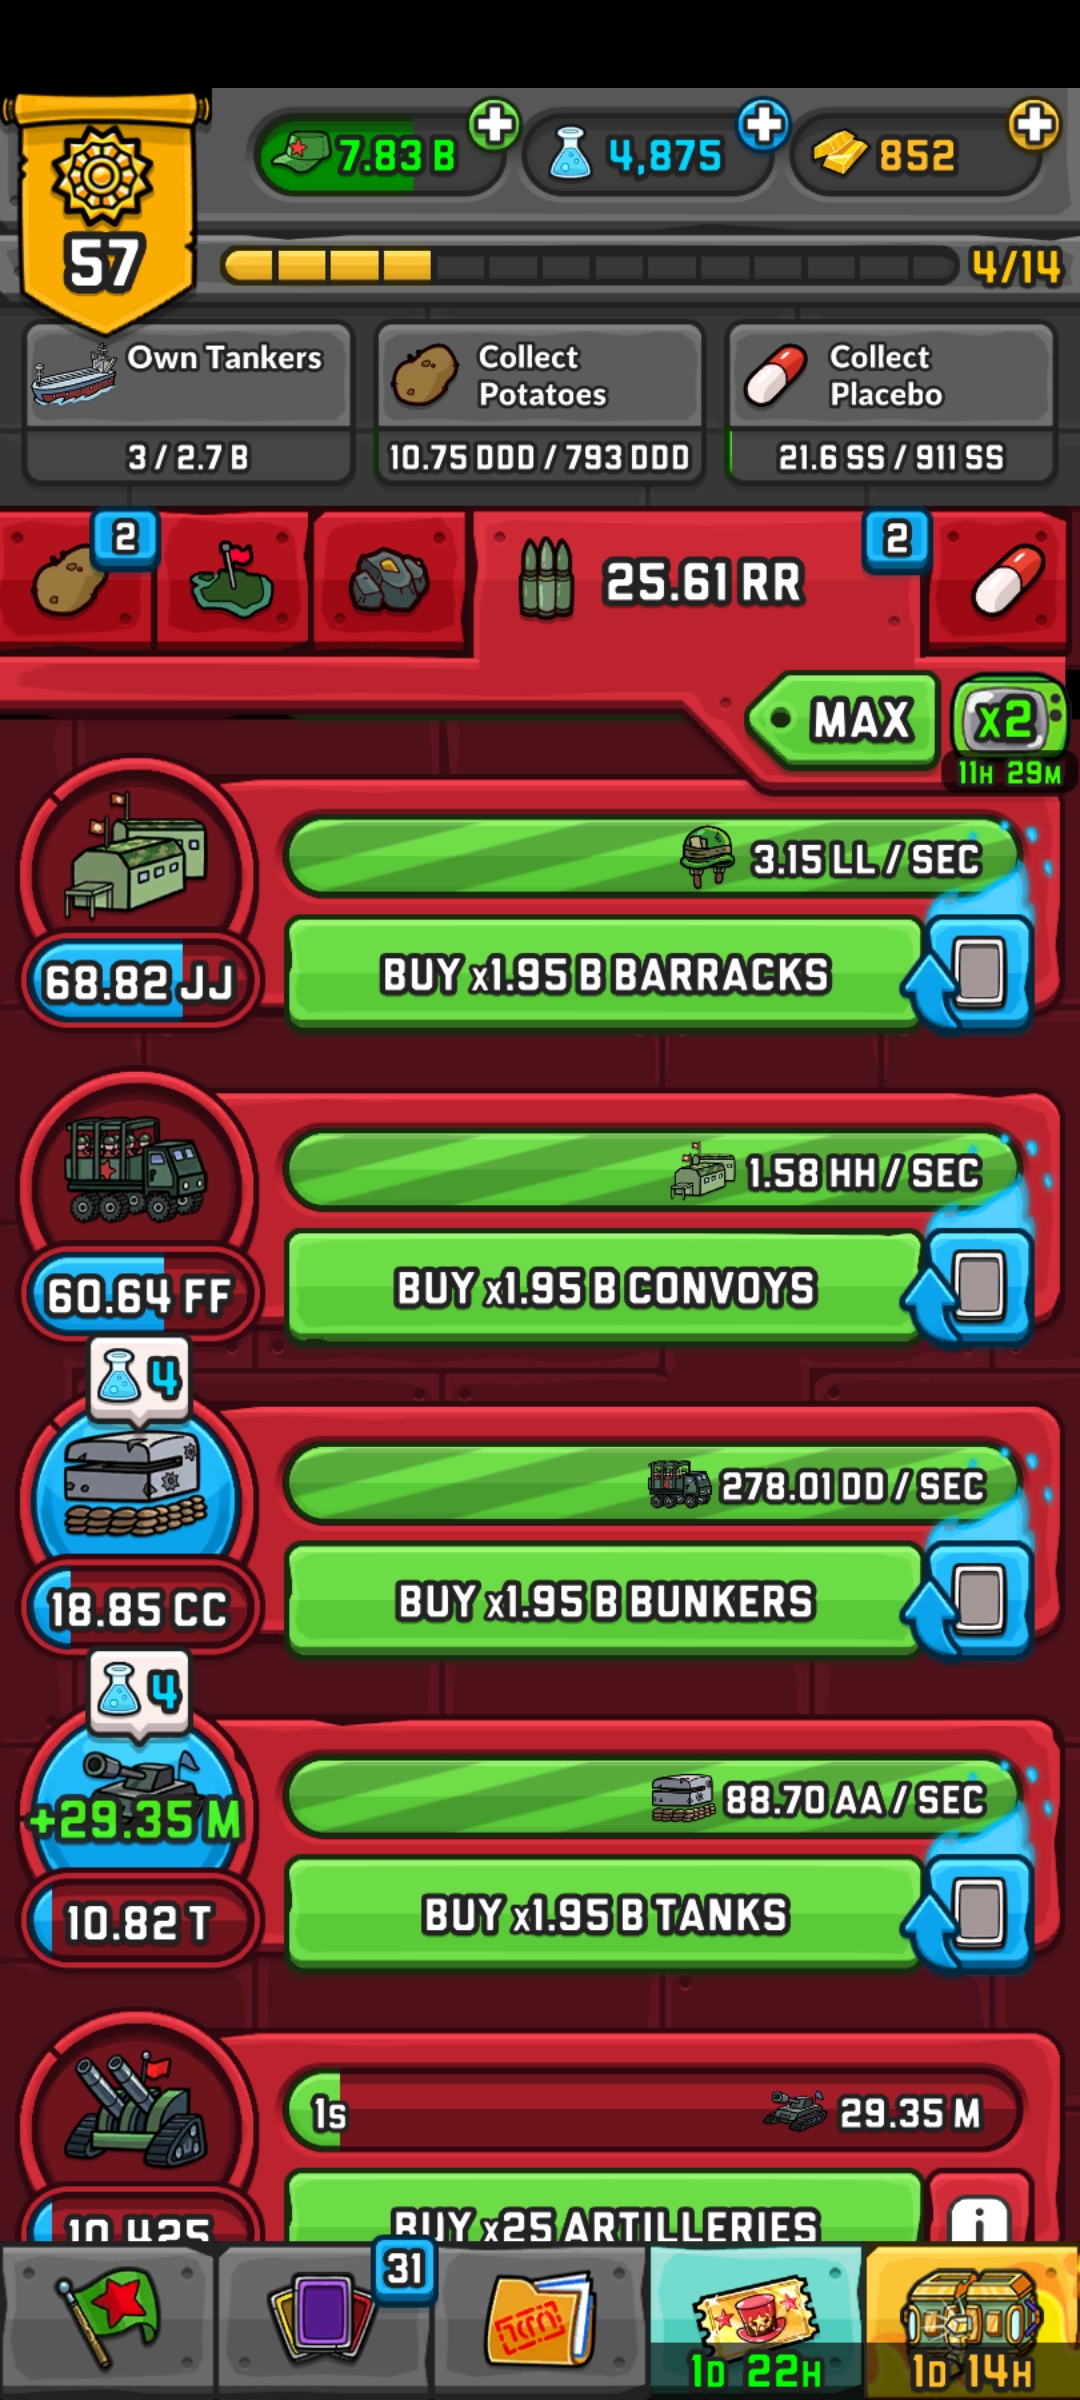 57
7.83 B
4,875
852
4/14
Own Tankers
3 / 2.7 B
Collect
Potatoes
10.75 DDD / 793 DDD
Collect
Placebo
21.6 SS / 911 SS
2
25.61 RR
2
MAX
x2
11H 29M
3.15 LL / SEC
68.82 JJ
BUY x1.95 B BARRACKS
1.58 HH / SEC
60.64 FF
BUY x1.95 B CONVOYS
4
278.01 DD / SEC
18.85 CC
BUY x1.95 B BUNKERS
4
+29.35 M
88.70 AA / SEC
10.82 T
BUY x1.95 B TANKS
1s
29.35 M
10,425
BUY x25 ARTILLERIES
i
31
1D 22H
1D 14H